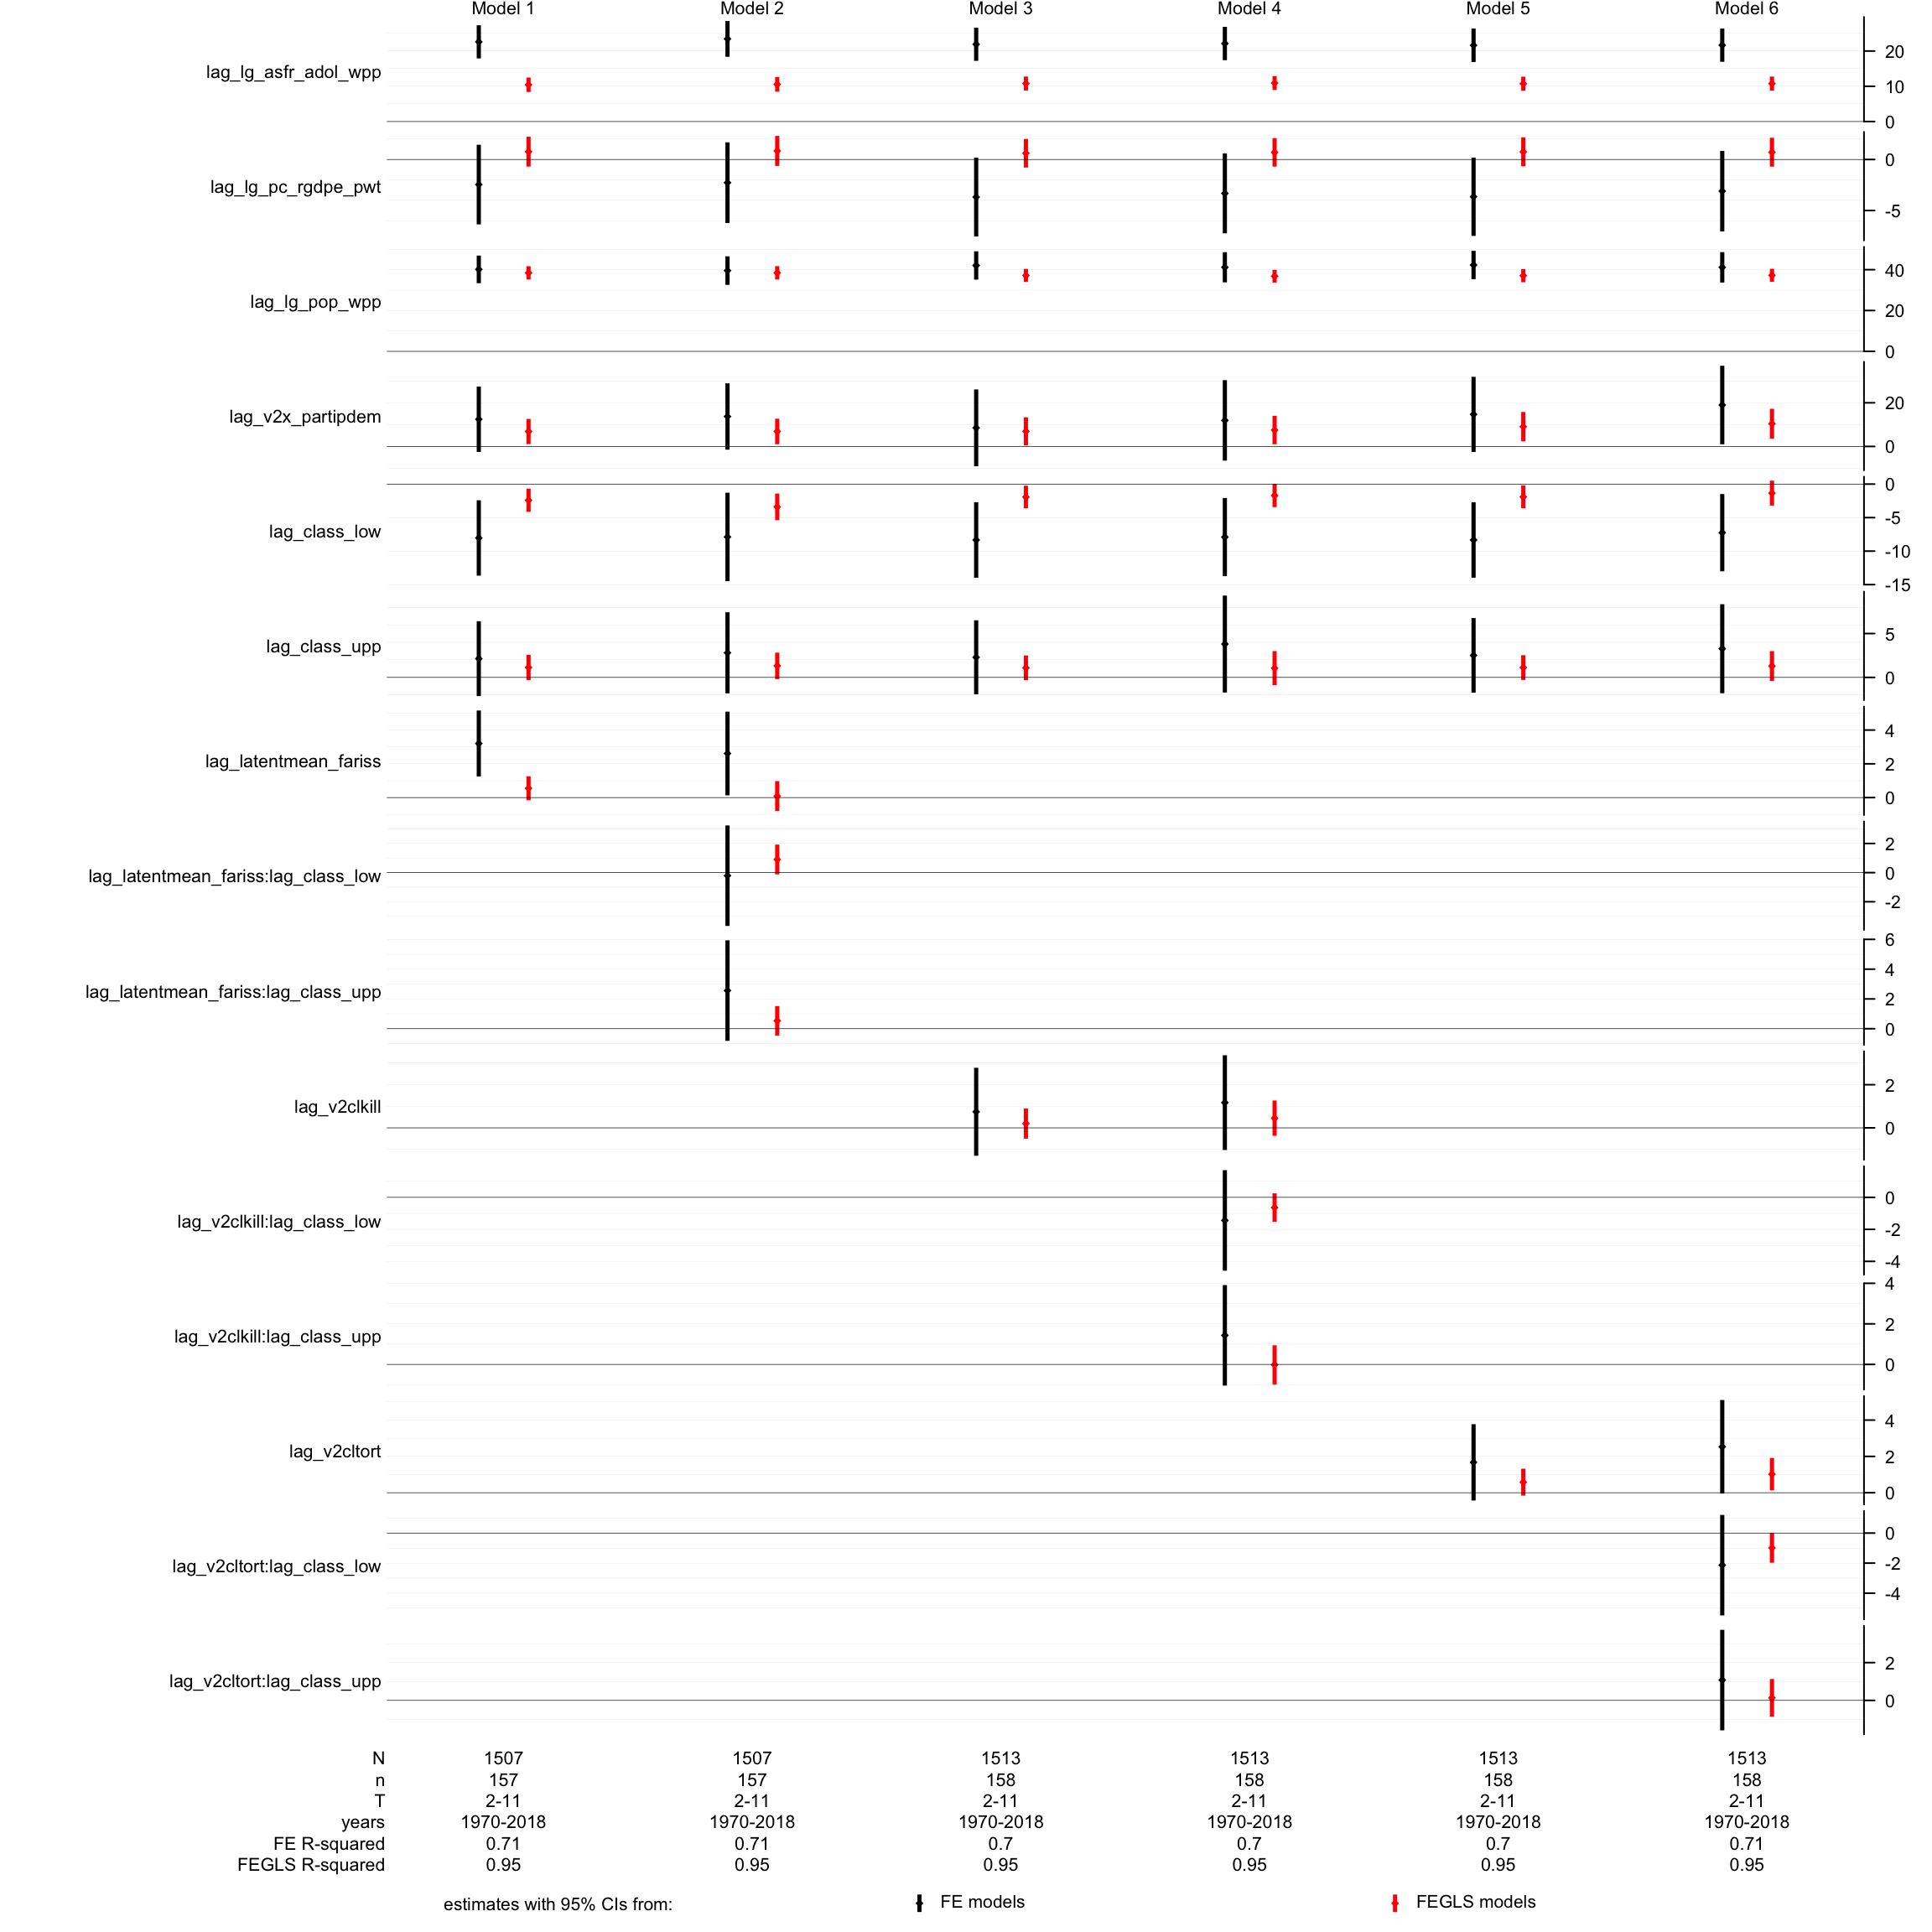 Model 1 Model 2 Model 3 Model 4 Model 5 Model 6
lag_lg_asfr_adol_wpp
20
10
0
lag_lg_pc_rgdpe_pwt
0
-5
lag_lg_pop_wpp
40
20
0
lag_v2x_partipdem
20
0
lag_class_low
0
-5
-10
-15
lag_class_upp
5
0
lag_latentmean_fariss
4
2
0
lag_latentmean_fariss:lag_class_low
2
0
-2
lag_latentmean_fariss:lag_class_upp
6
4
2
0
lag_v2clkill
2
0
lag_v2clkill:lag_class_low
0
-2
-4
lag_v2clkill:lag_class_upp
4
2
0
lag_v2cltort
4
2
0
lag_v2cltort:lag_class_low
0
-2
-4
lag_v2cltort:lag_class_upp
2
0
N 1507 1507 1513 1513 1513 1513
n 157 157 158 158 158 158
T 2-11 2-11 2-11 2-11 2-11 2-11
years 1970-2018 1970-2018 1970-2018 1970-2018 1970-2018 1970-2018
FE R-squared 0.71 0.71 0.7 0.7 0.7 0.71
FEGLS R-squared 0.95 0.95 0.95 0.95 0.95 0.95
estimates with 95% CIs from: FE models FEGLS models